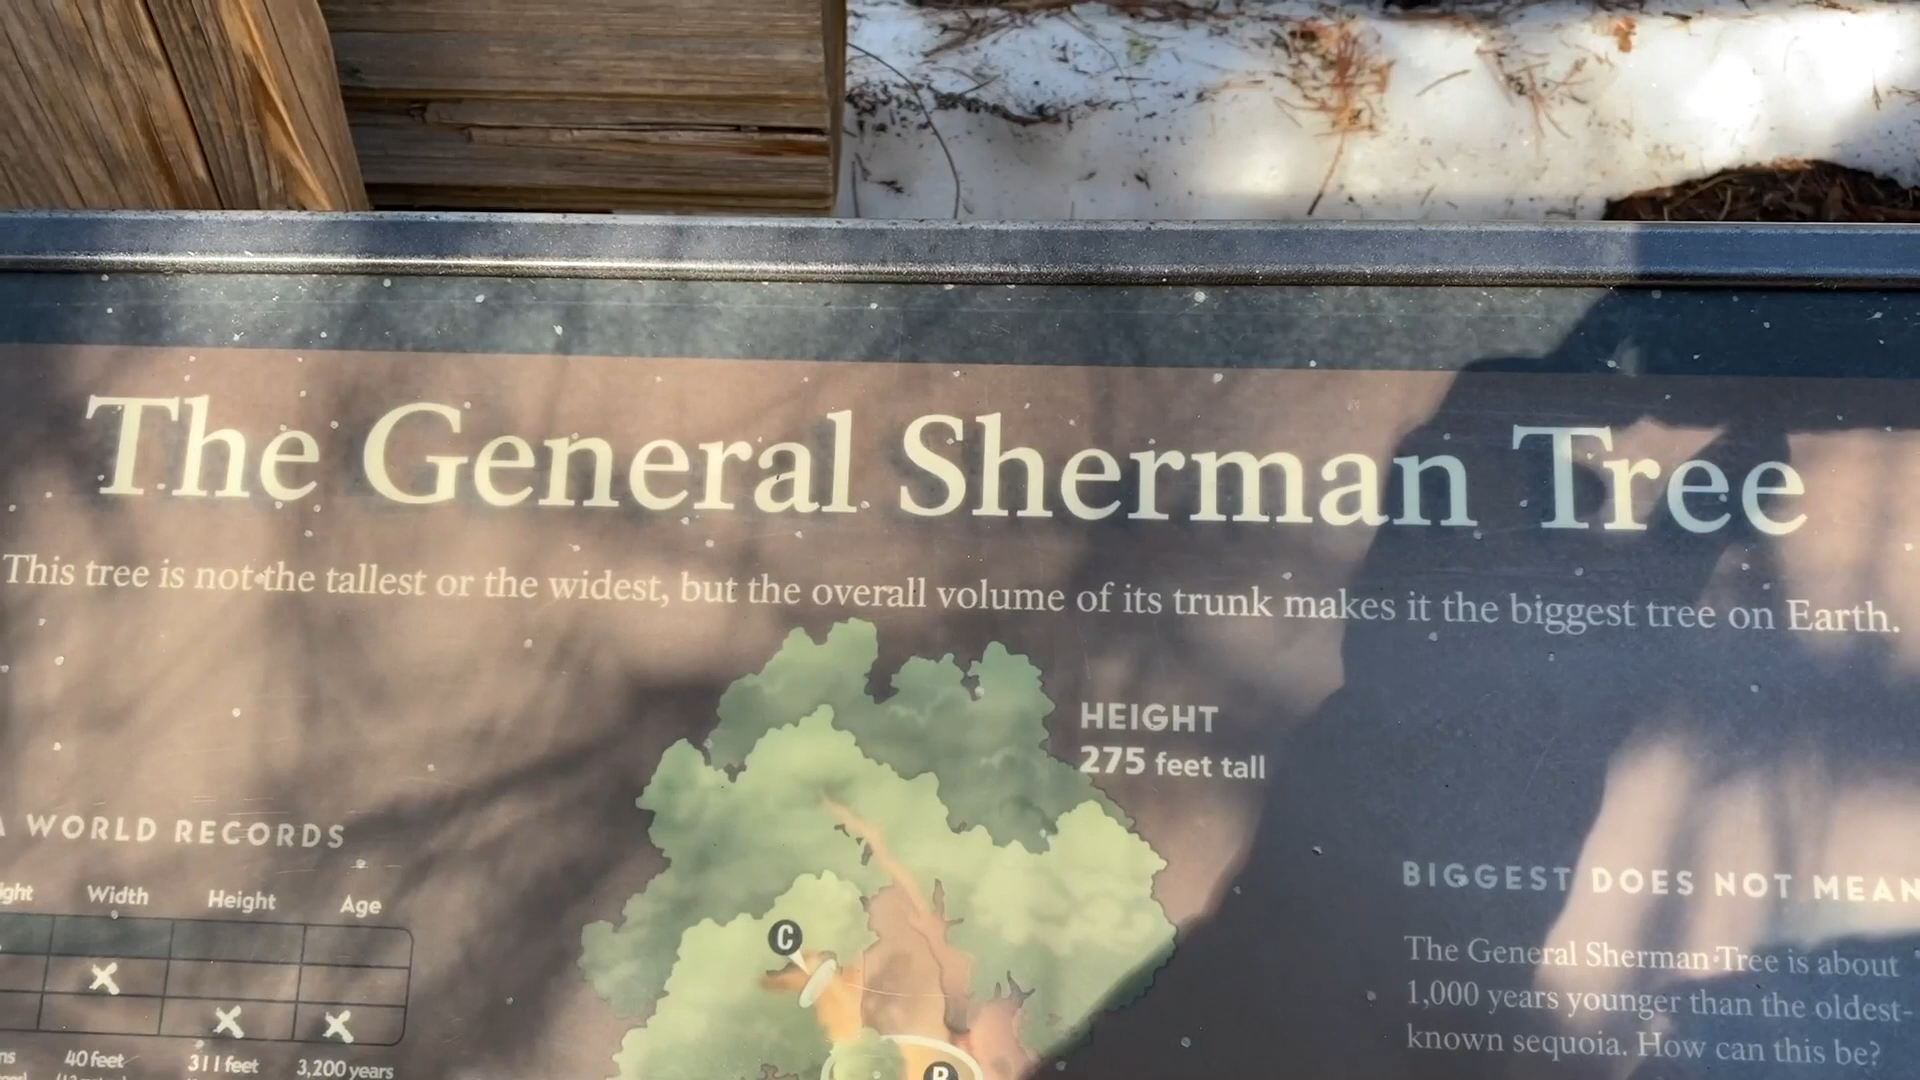 The General Sherman Tree
This tree is not the tallest or the widest, but the overall volume of its trunk makes it the biggest tree on Earth.
HEIGHT
275 feet tall
WORLD RECORDS
Width Height Age
40 feet 311 feet 3,200 years
C
B
BIGGEST DOES NOT MEAN
The General Sherman Tree is about
1,000 years younger than the oldest-
known sequoia. How can this be?